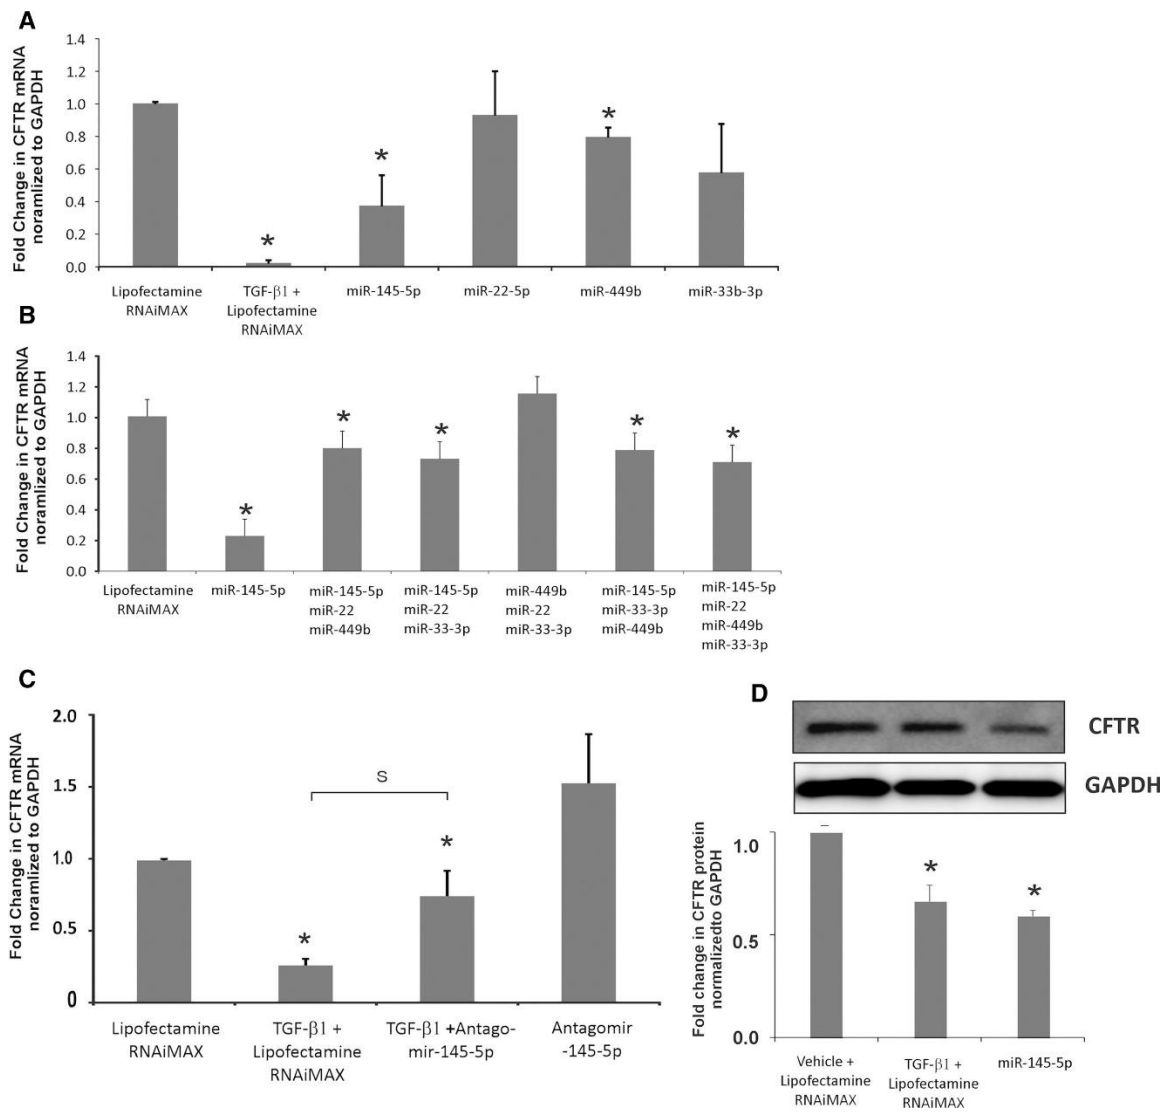 A
Fold Change in CFTR mRNA
noramlized to GAPDH
1.4
1.2
1.0
0.8
0.6
0.4
0.2
0.0
*
*
*
Lipofectamine
RNAiMAX
TGF-β1 +
Lipofectamine
RNAiMAX
miR-145-5p
miR-22-5p
miR-449b
miR-33b-3p
B
Fold Change in CFTR mRNA
noramlized to GAPDH
1.4
1.2
1.0
0.8
0.6
0.4
0.2
0.0
*
*
*
*
*
Lipofectamine
RNAiMAX
miR-145-5p
miR-145-5p
miR-22
miR-449b
miR-145-5p
miR-22
miR-33-3p
miR-449b
miR-22
miR-33-3p
miR-145-5p
miR-33-3p
miR-449b
miR-145-5p
miR-22
miR-449b
miR-33-3p
C
Fold Change in CFTR mRNA
noramlized to GAPDH
2.0
1.5
1.0
0.5
0
S
*
*
Lipofectamine
RNAiMAX
TGF-β1 +
Lipofectamine
RNAiMAX
TGF-β1 +Antago-
mir-145-5p
Antagomir
-145-5p
D
CFTR
GAPDH
Fold change in CFTR protein
normalizedto GAPDH
1.0
0.5
0.0
*
*
Vehicle +
Lipofectamine
RNAiMAX
TGF-β1 +
Lipofectamine
RNAiMAX
miR-145-5p